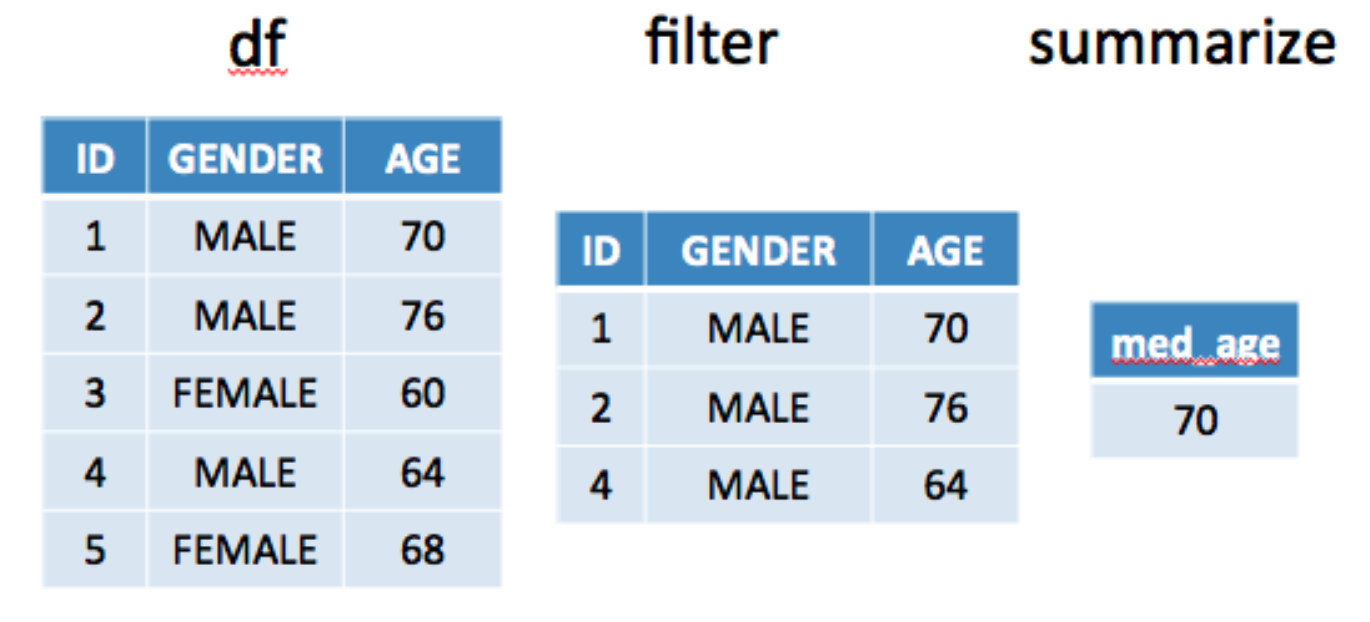 df
filter
summarize
ID GENDER AGE
1 MALE 70
2 MALE 76
3 FEMALE 60
4 MALE 64
5 FEMALE 68
ID GENDER AGE
1 MALE 70
2 MALE 76
4 MALE 64
med_age
70